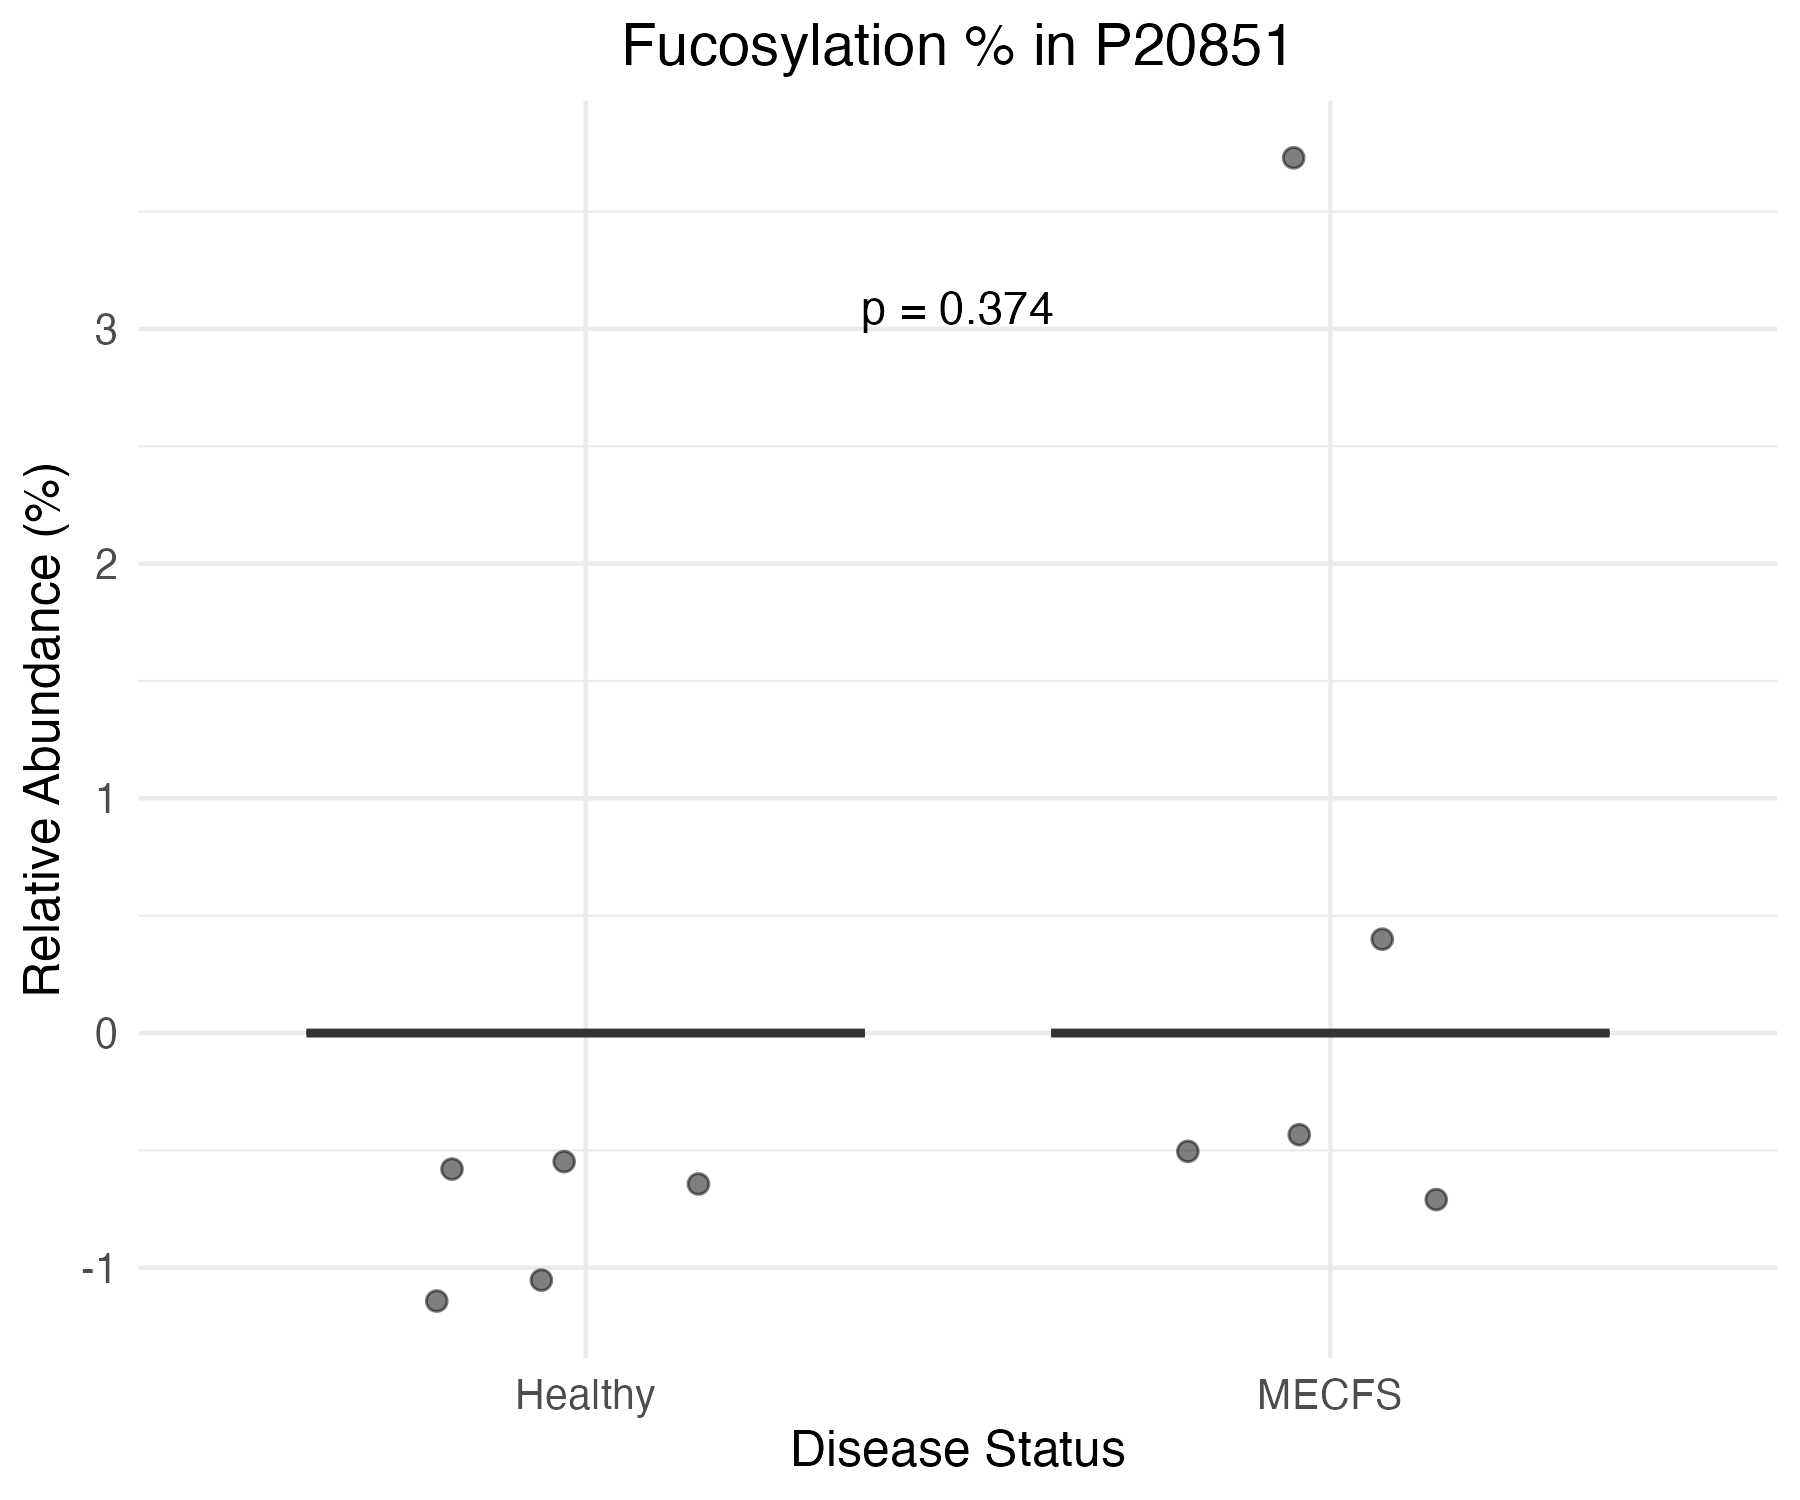 Fucosylation % in P20851
p = 0.374
3
2
1
0
-1
Relative Abundance (%)
Healthy
MECFS
Disease Status